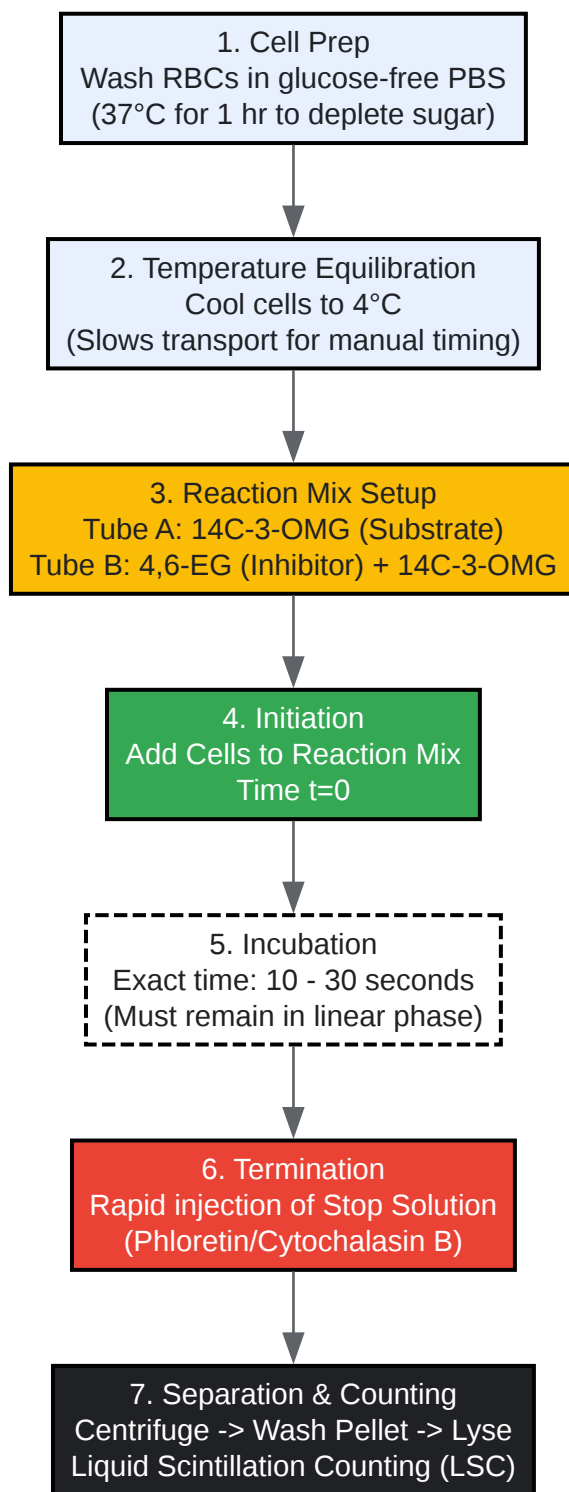 1. Cell Prep
Wash RBCs in glucose-free PBS
(37°C for 1 hr to deplete sugar)
2. Temperature Equilibration
Cool cells to 4°C
(Slows transport for manual timing)
3. Reaction Mix Setup
Tube A: 14C-3-OMG (Substrate)
Tube B: 4,6-EG (Inhibitor) + 14C-3-OMG
4. Initiation
Add Cells to Reaction Mix
Time t=0
5. Incubation
Exact time: 10 - 30 seconds
(Must remain in linear phase)
6. Termination
Rapid injection of Stop Solution
(Phloretin/Cytochalasin B)
7. Separation & Counting
Centrifuge -> Wash Pellet -> Lyse
Liquid Scintillation Counting (LSC)